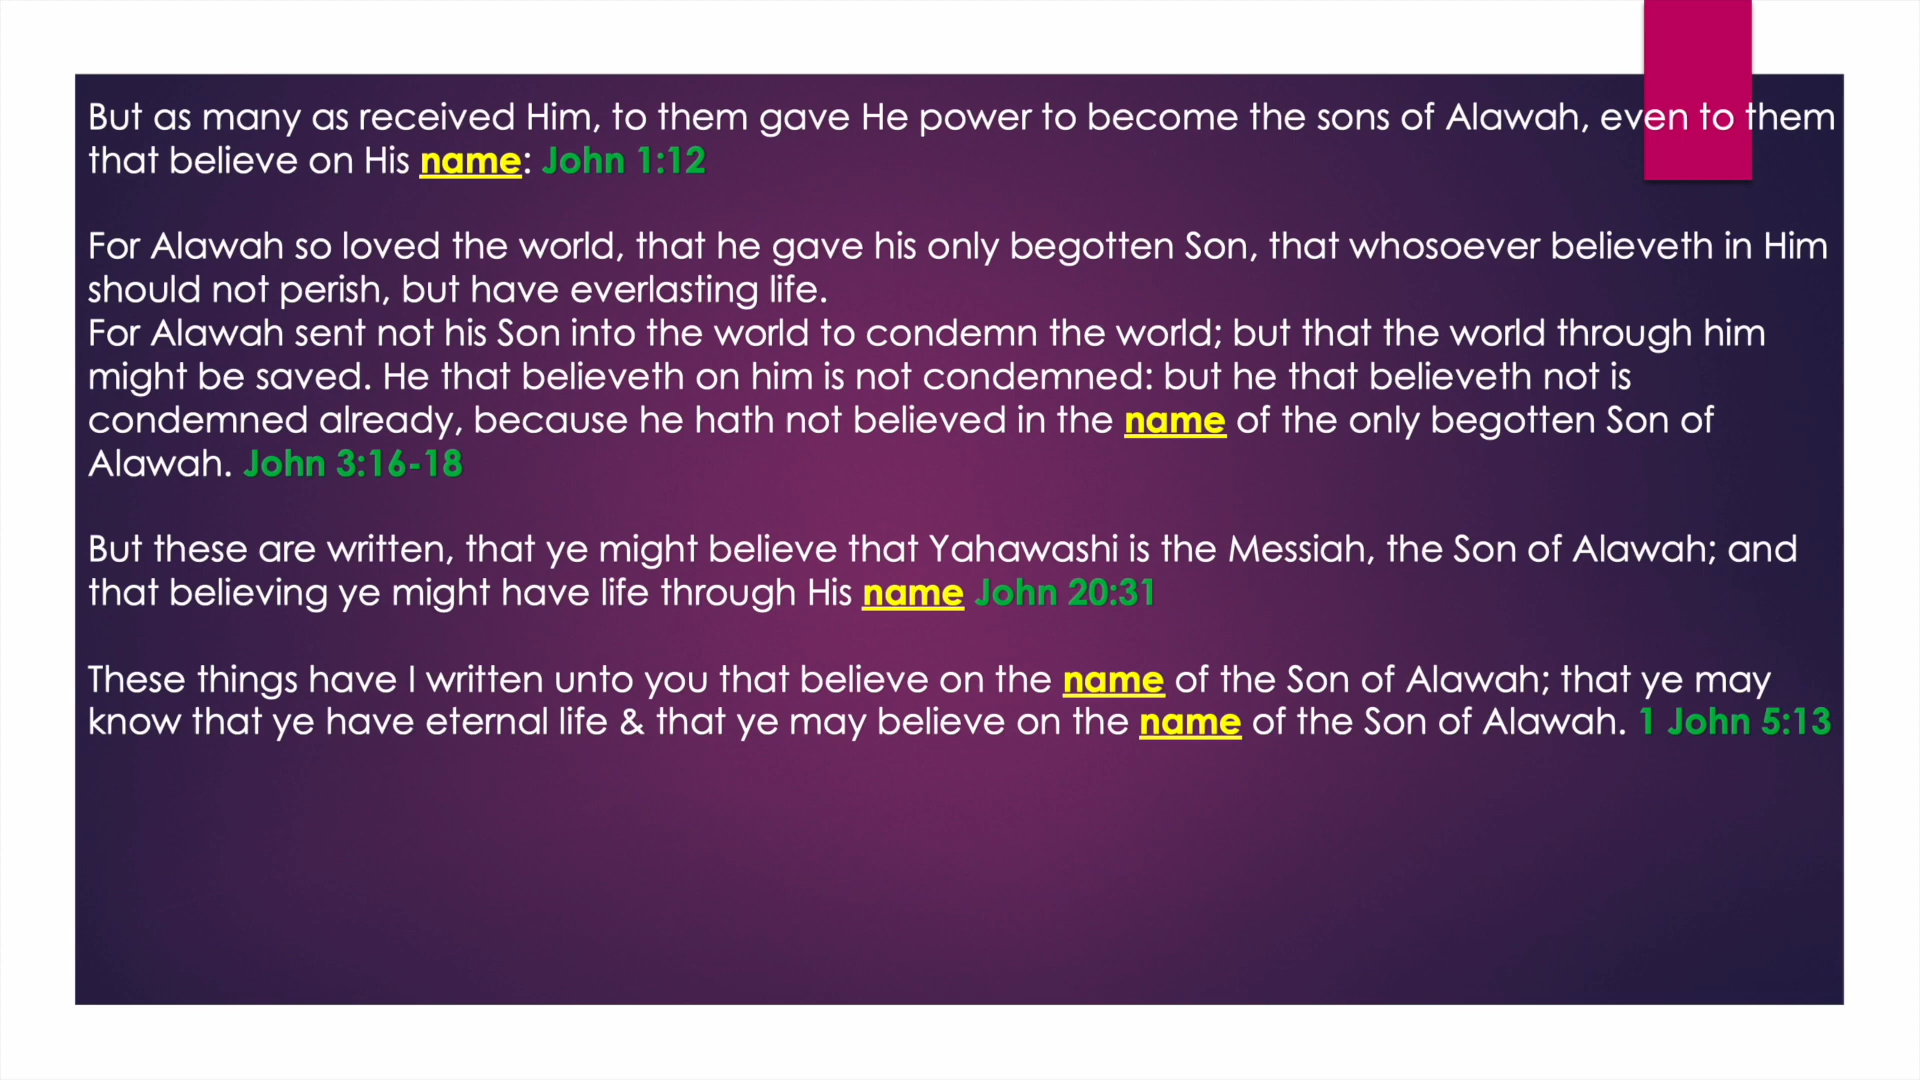 But as many as received Him, to them gave He power to become the sons of Alawah, even to them
that believe on His name: John 1:12
For Alawah so loved the world, that he gave his only begotten Son, that whosoever believeth in Him
should not perish, but have everlasting life.
For Alawah sent not his Son into the world to condemn the world; but that the world through him
might be saved. He that believeth on him is not condemned: but he that believeth not is
condemned already, because he hath not believed in the name of the only begotten Son of
Alawah. John 3:16-18
But these are written, that ye might believe that Yahawashi is the Messiah, the Son of Alawah; and
that believing ye might have life through His name John 20:31
These things have I written unto you that believe on the name of the Son of Alawah; that ye may
know that ye have eternal life & that ye may believe on the name of the Son of Alawah. 1 John 5:13